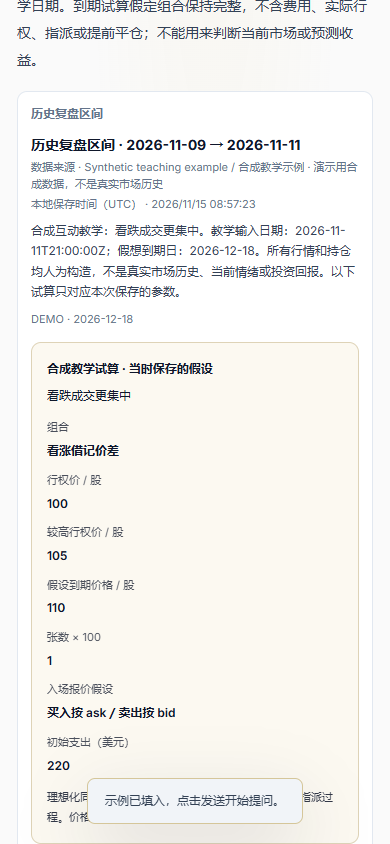 学日期。到期试算假定组合保持完整，不含费用、实际行
权、指派或提前平仓；不能用来判断当前市场或预测收
益。
历史复盘区间
历史复盘区间 · 2026-11-09 → 2026-11-11
数据来源 · Synthetic teaching example / 合成教学示例 · 演示用合
成数据，不是真实市场历史
本地保存时间（UTC） · 2026/11/15 08:57:23
合成互动教学：看跌成交更集中。教学输入日期：2026-11-
11T21:00:00Z；假想到期日：2026-12-18。所有行情和持仓
均人为构造，不是真实市场历史、当前情绪或投资回报。以下
试算只对应本次保存的参数。
DEMO · 2026-12-18
合成教学试算 · 当时保存的假设
看跌成交更集中
组合
看涨借记价差
行权价 / 股
100
较高行权价 / 股
105
假设到期价格 / 股
110
张数 × 100
1
入场报价假设
买入按 ask / 卖出按 bid
初始支出（美元）
220
理想化同
指派过
程。价格
示例已填入，点击发送开始提问。